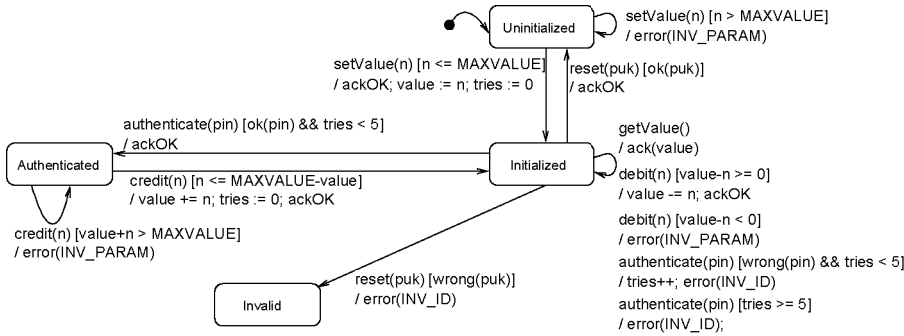 Uninitialized
setValue(n) [n > MAXVALUE]
/ error(INV_PARAM)
setValue(n) [n <= MAXVALUE]
/ ackOK; value := n; tries := 0
reset(puk) [ok(puk)]
/ ackOK
authenticate(pin) [ok(pin) && tries < 5]
/ ackOK
Authenticated
Initialized
credit(n) [n <= MAXVALUE-value]
/ value += n; tries := 0; ackOK
credit(n) [value+n > MAXVALUE]
/ error(INV_PARAM)
getValue()
/ ack(value)
debit(n) [value-n >= 0]
/ value -= n; ackOK
debit(n) [value-n < 0]
/ error(INV_PARAM)
authenticate(pin) [wrong(pin) && tries < 5]
/ tries++; error(INV_ID)
authenticate(pin) [tries >= 5]
/ error(INV_ID);
reset(puk) [wrong(puk)]
/ error(INV_ID)
Invalid